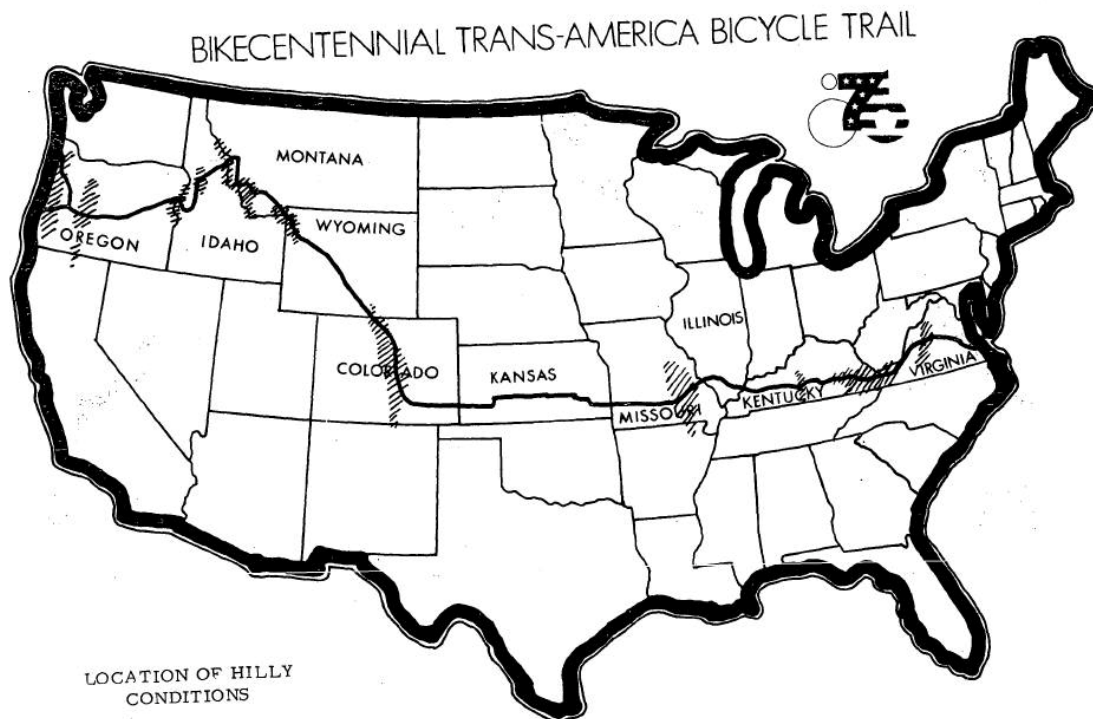 BIKECENTENNIAL TRANS-AMERICA BICYCLE TRAIL
76
MONTANA
WYOMING
OREGON
IDAHO
ILLINOIS
COLORADO
KANSAS
VIRGINIA
KENTUCKY
MISSOURI
LOCATION OF HILLY
CONDITIONS